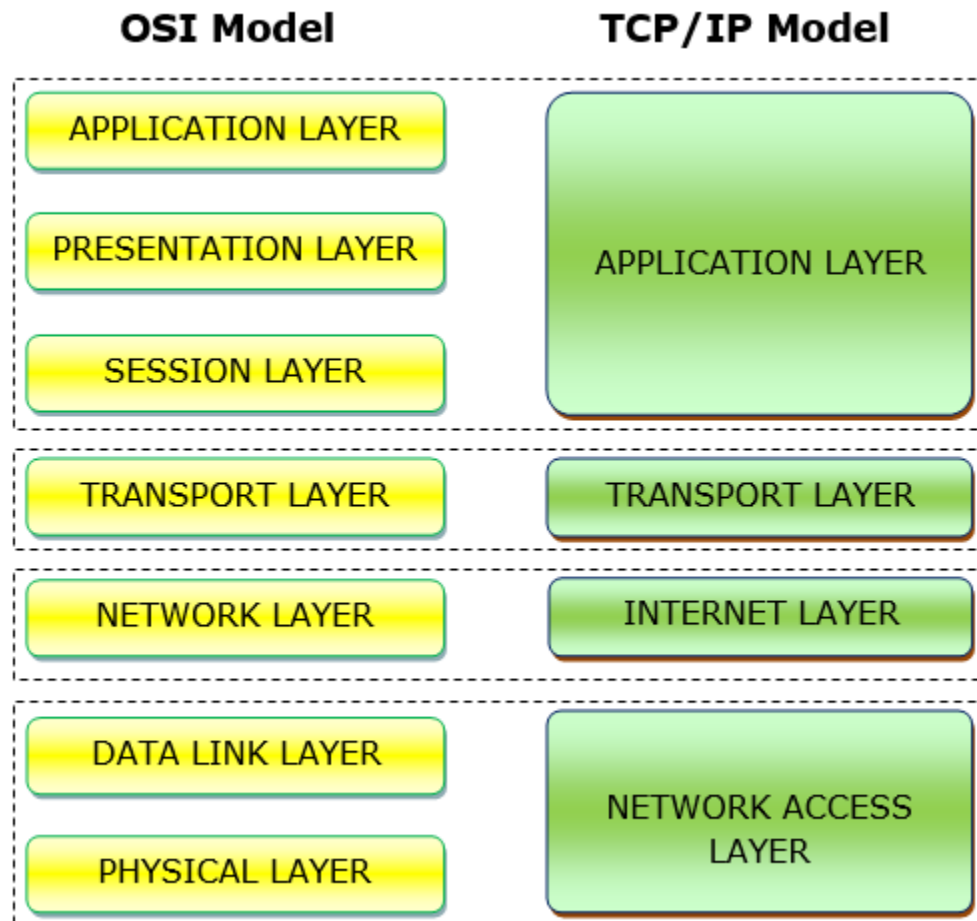 OSI Model
TCP/IP Model
APPLICATION LAYER
PRESENTATION LAYER
SESSION LAYER
APPLICATION LAYER
TRANSPORT LAYER
TRANSPORT LAYER
NETWORK LAYER
INTERNET LAYER
DATA LINK LAYER
PHYSICAL LAYER
NETWORK ACCESS
LAYER